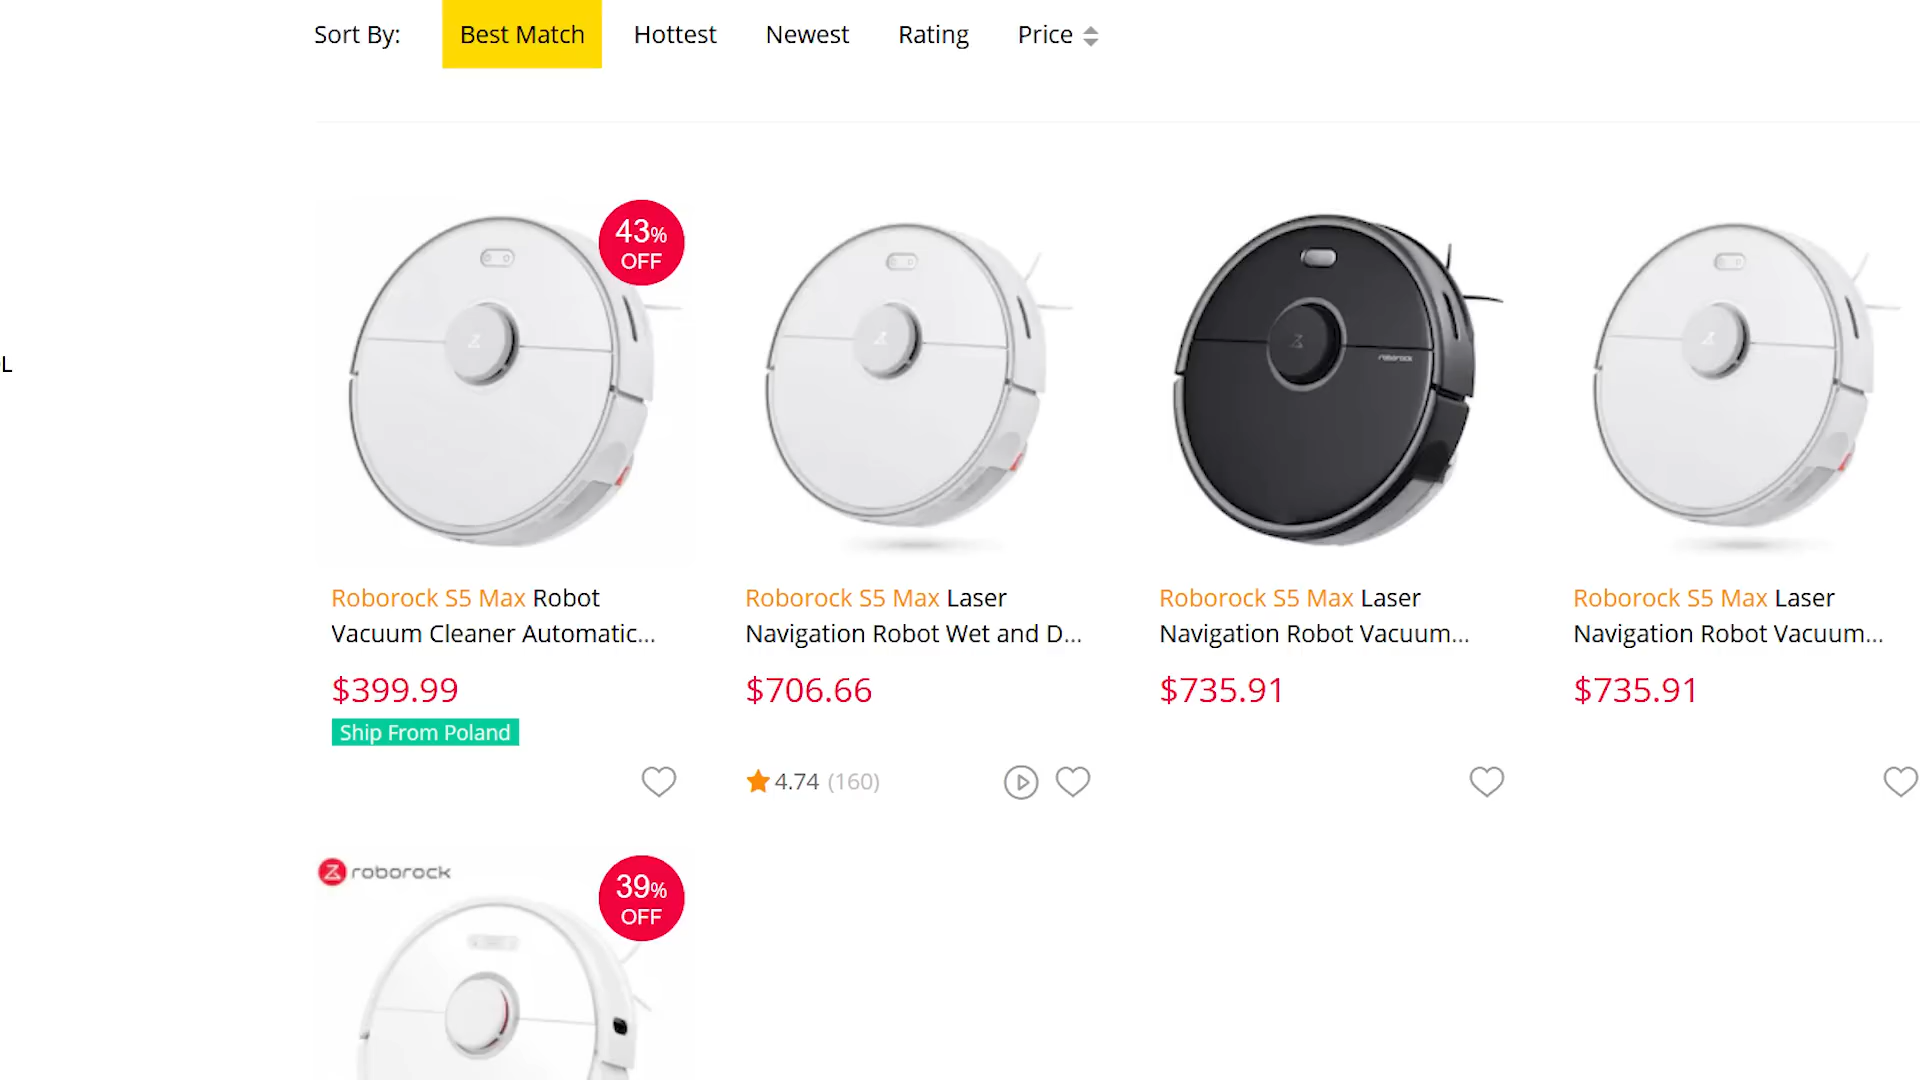 Sort By: Best Match Hottest Newest Rating Price
L
43% OFF
roborock
Roborock S5 Max Robot
Vacuum Cleaner Automatic...
$399.99
Ship From Poland
Roborock S5 Max Laser
Navigation Robot Wet and D...
$706.66
4.74 (160)
Roborock S5 Max Laser
Navigation Robot Vacuum...
$735.91
Roborock S5 Max Laser
Navigation Robot Vacuum...
$735.91
roborock
39% OFF